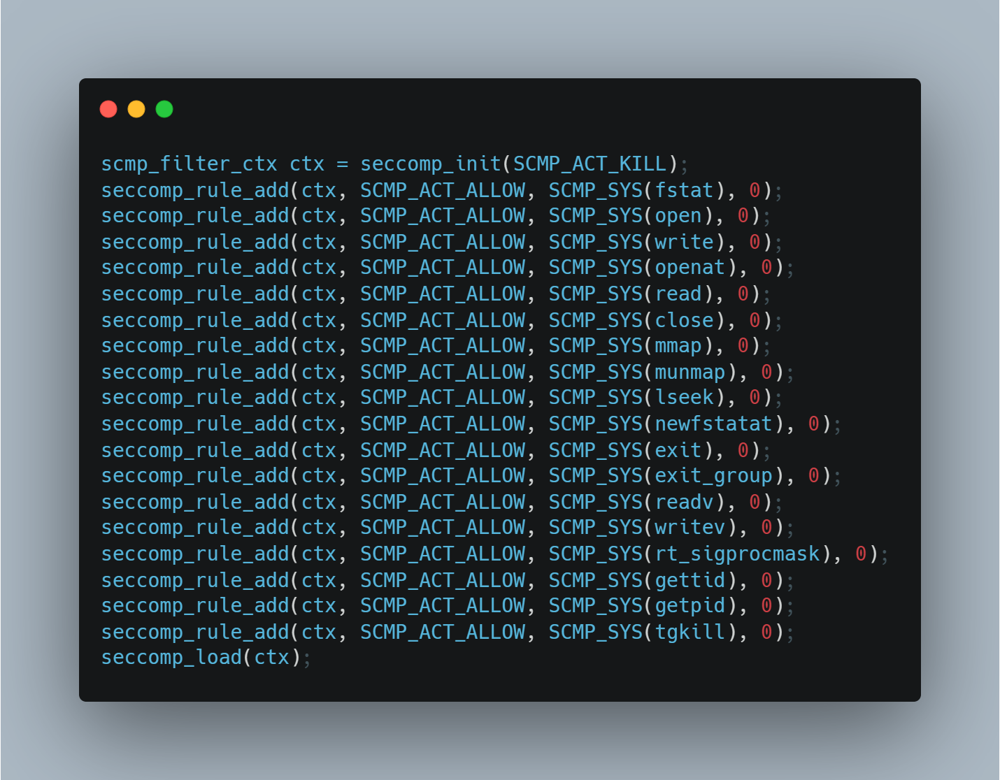 scmp_filter_ctx ctx = seccomp_init(SCMP_ACT_KILL);
seccomp_rule_add(ctx, SCMP_ACT_ALLOW, SCMP_SYS(fstat), 0);
seccomp_rule_add(ctx, SCMP_ACT_ALLOW, SCMP_SYS(open), 0);
seccomp_rule_add(ctx, SCMP_ACT_ALLOW, SCMP_SYS(write), 0);
seccomp_rule_add(ctx, SCMP_ACT_ALLOW, SCMP_SYS(openat), 0);
seccomp_rule_add(ctx, SCMP_ACT_ALLOW, SCMP_SYS(read), 0);
seccomp_rule_add(ctx, SCMP_ACT_ALLOW, SCMP_SYS(close), 0);
seccomp_rule_add(ctx, SCMP_ACT_ALLOW, SCMP_SYS(mmap), 0);
seccomp_rule_add(ctx, SCMP_ACT_ALLOW, SCMP_SYS(munmap), 0);
seccomp_rule_add(ctx, SCMP_ACT_ALLOW, SCMP_SYS(lseek), 0);
seccomp_rule_add(ctx, SCMP_ACT_ALLOW, SCMP_SYS(newfstatat), 0);
seccomp_rule_add(ctx, SCMP_ACT_ALLOW, SCMP_SYS(exit), 0);
seccomp_rule_add(ctx, SCMP_ACT_ALLOW, SCMP_SYS(exit_group), 0);
seccomp_rule_add(ctx, SCMP_ACT_ALLOW, SCMP_SYS(readv), 0);
seccomp_rule_add(ctx, SCMP_ACT_ALLOW, SCMP_SYS(writev), 0);
seccomp_rule_add(ctx, SCMP_ACT_ALLOW, SCMP_SYS(rt_sigprocmask), 0);
seccomp_rule_add(ctx, SCMP_ACT_ALLOW, SCMP_SYS(gettid), 0);
seccomp_rule_add(ctx, SCMP_ACT_ALLOW, SCMP_SYS(getpid), 0);
seccomp_rule_add(ctx, SCMP_ACT_ALLOW, SCMP_SYS(tgkill), 0);
seccomp_load(ctx);